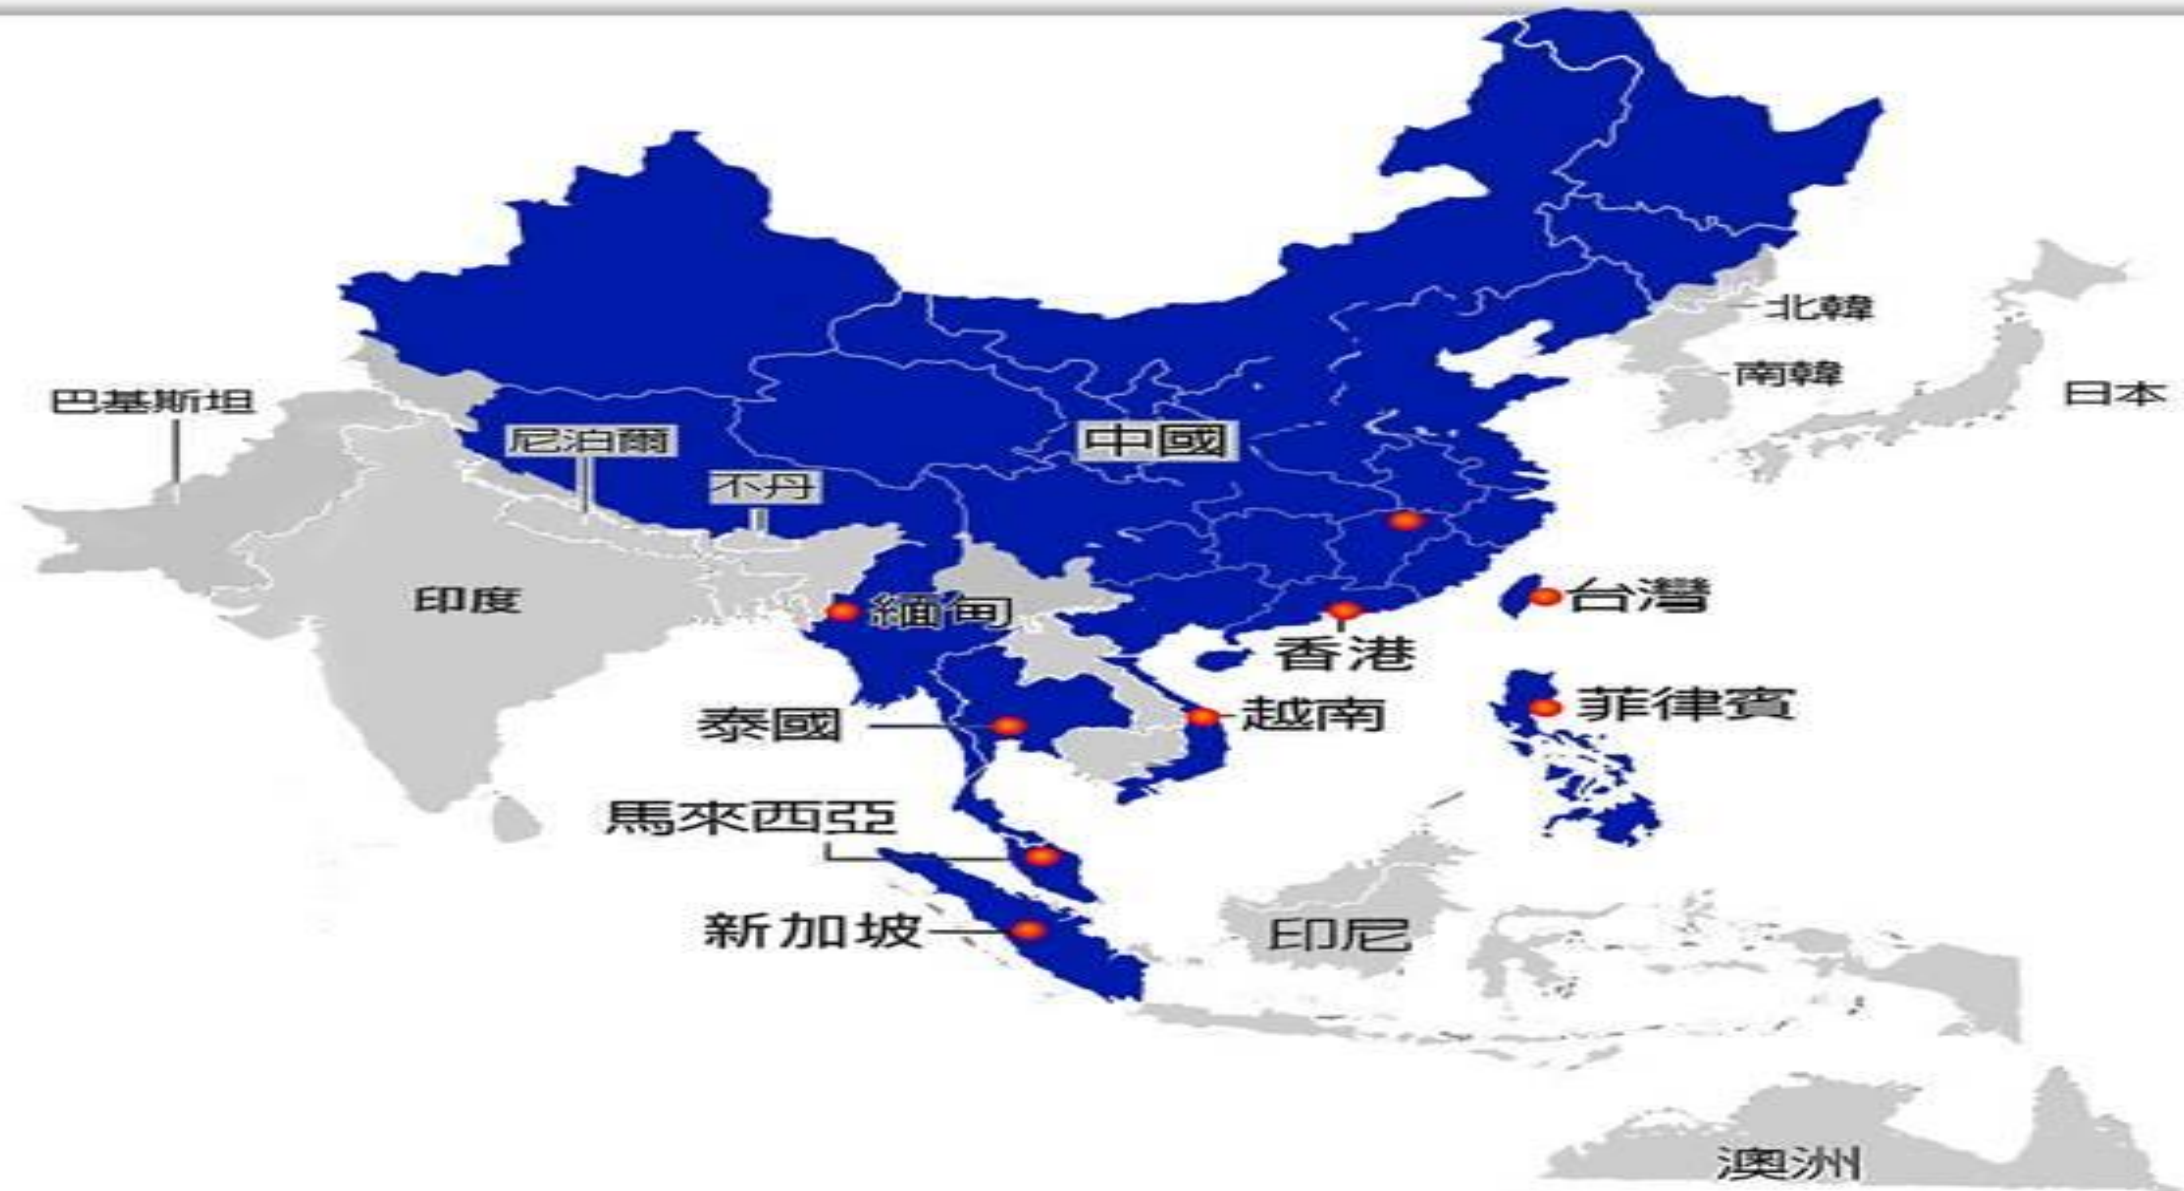 北韓
南韓
日本
巴基斯坦
尼泊爾
中國
不丹
印度
緬甸
台灣
香港
泰國
越南
菲律賓
馬來西亞
新加坡
印尼
澳洲